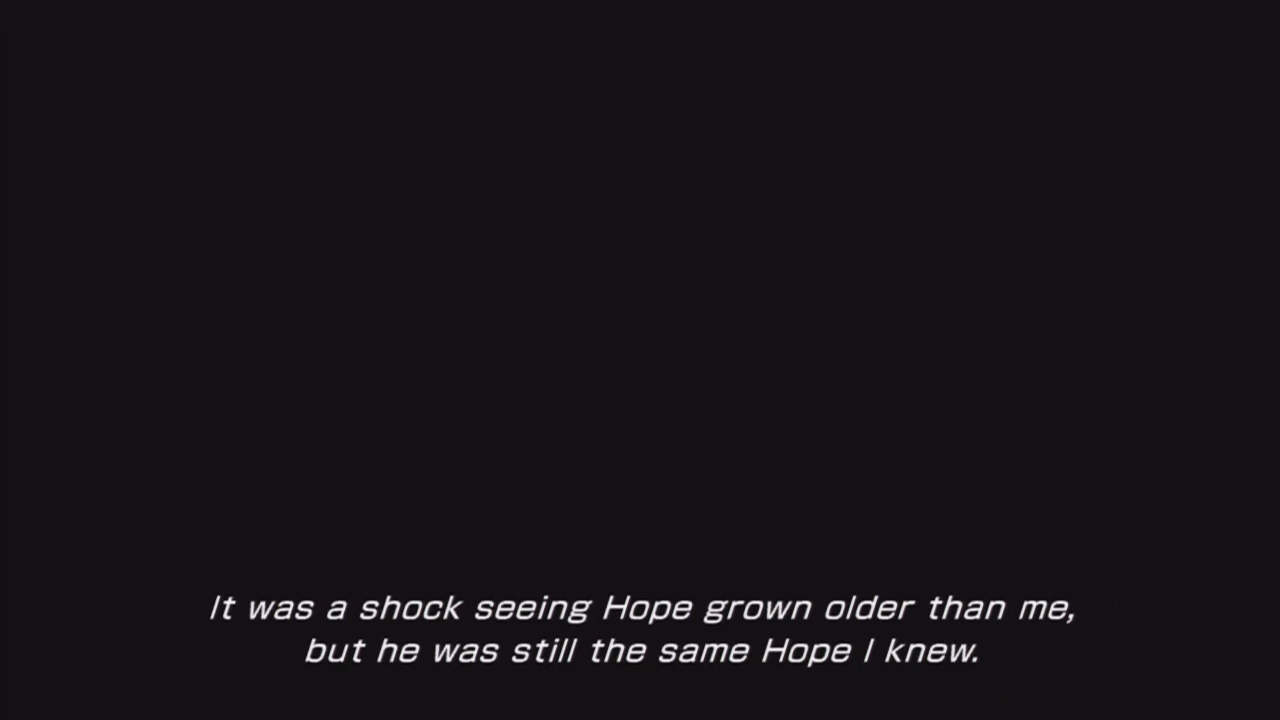 It was a shock seeing Hope grown older than me,
but he was still the same Hope I knew.